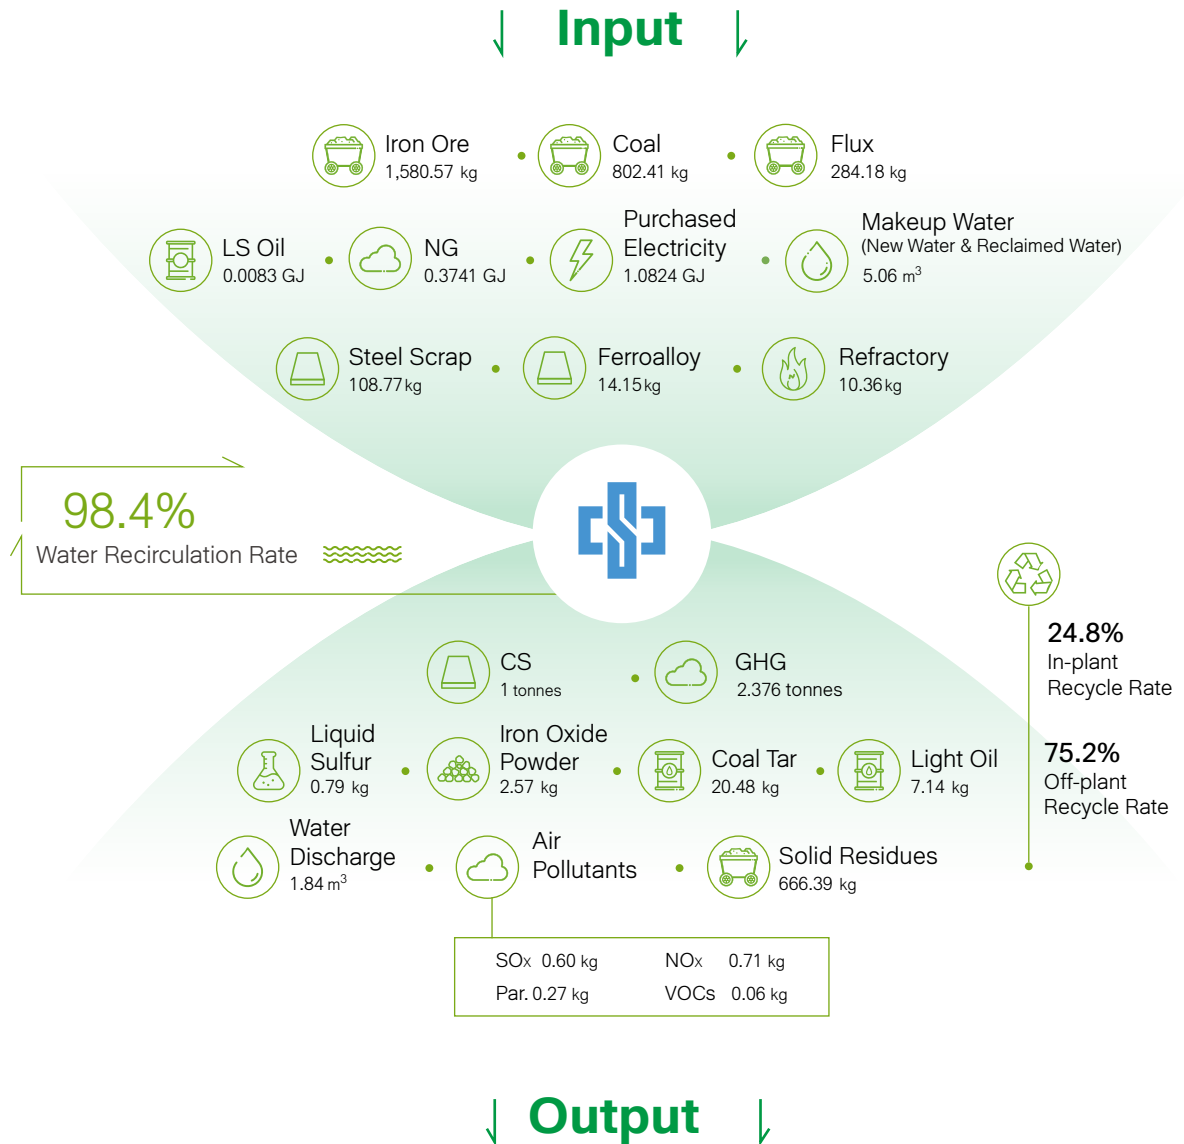 Input
Iron Ore
1,580.57 kg
Coal
802.41 kg
Flux
284.18 kg
LS Oil
0.0083 GJ
NG
0.3741 GJ
Purchased
Electricity
1.0824 GJ
Makeup Water
(New Water & Reclaimed Water)
5.06 m³
Steel Scrap
108.77 kg
Ferroalloy
14.15 kg
Refractory
10.36 kg
98.4%
Water Recirculation Rate
CS
1 tonnes
GHG
2.376 tonnes
24.8%
In-plant
Recycle Rate
Liquid
Sulfur
0.79 kg
Iron Oxide
Powder
2.57 kg
Coal Tar
20.48 kg
Light Oil
7.14 kg
75.2%
Off-plant
Recycle Rate
Water
Discharge
1.84 m³
Air
Pollutants
Solid Residues
666.39 kg
SOx 0.60 kg
NOx 0.71 kg
Par. 0.27 kg
VOCs 0.06 kg
Output